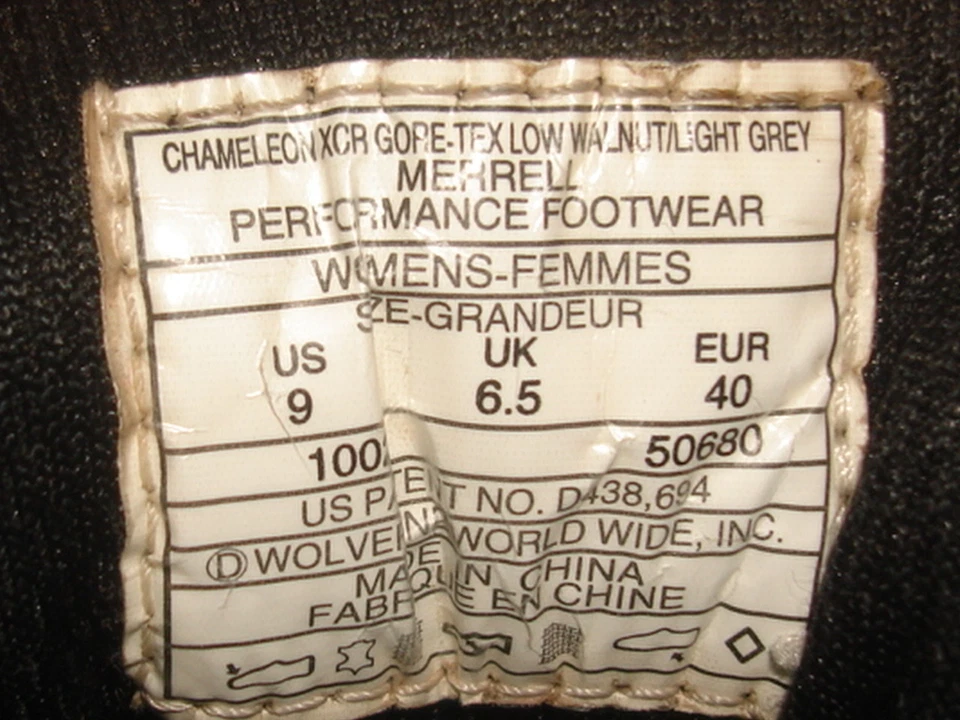 CHAMELEON XCR GORE-TEX LOW WALNUT/LIGHT GREY
MERRELL
PERFORMANCE FOOTWEAR
WOMENS-FEMMES
SIZE-GRANDEUR
US UK EUR
9 6.5 40
1002 50680
US PATENT NO. D438,694
Ⓓ WOLVERINE WORLD WIDE, INC.
MADE IN CHINA
FABRIQUE EN CHINE